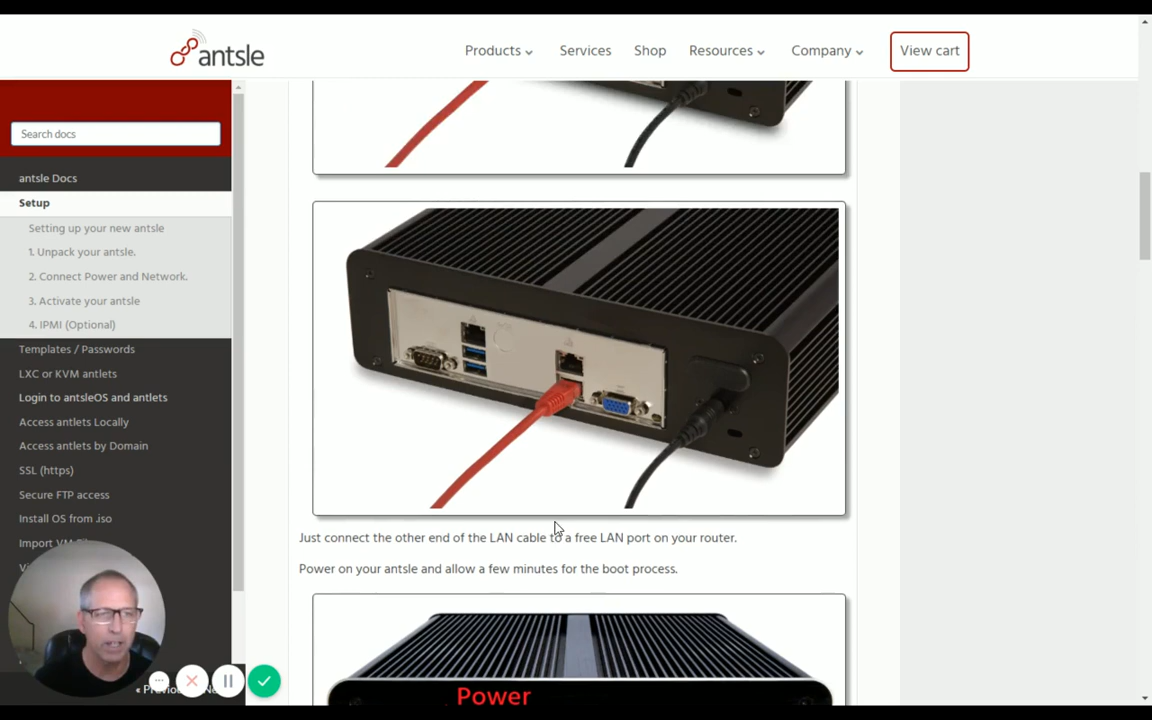 antsle
Products
Services
Shop
Resources
Company
View cart
Search docs
antsle Docs
Setup
Setting up your new antsle
1. Unpack your antsle.
2. Connect Power and Network.
3. Activate your antsle
4. IPMI (Optional)
Templates / Passwords
LXC or KVM antlets
Login to antsleOS and antlets
Access antlets Locally
Access antlets by Domain
SSL (https)
Secure FTP access
Install OS from .iso
Import VM
Just connect the other end of the LAN cable to a free LAN port on your router.
Power on your antsle and allow a few minutes for the boot process.
Power